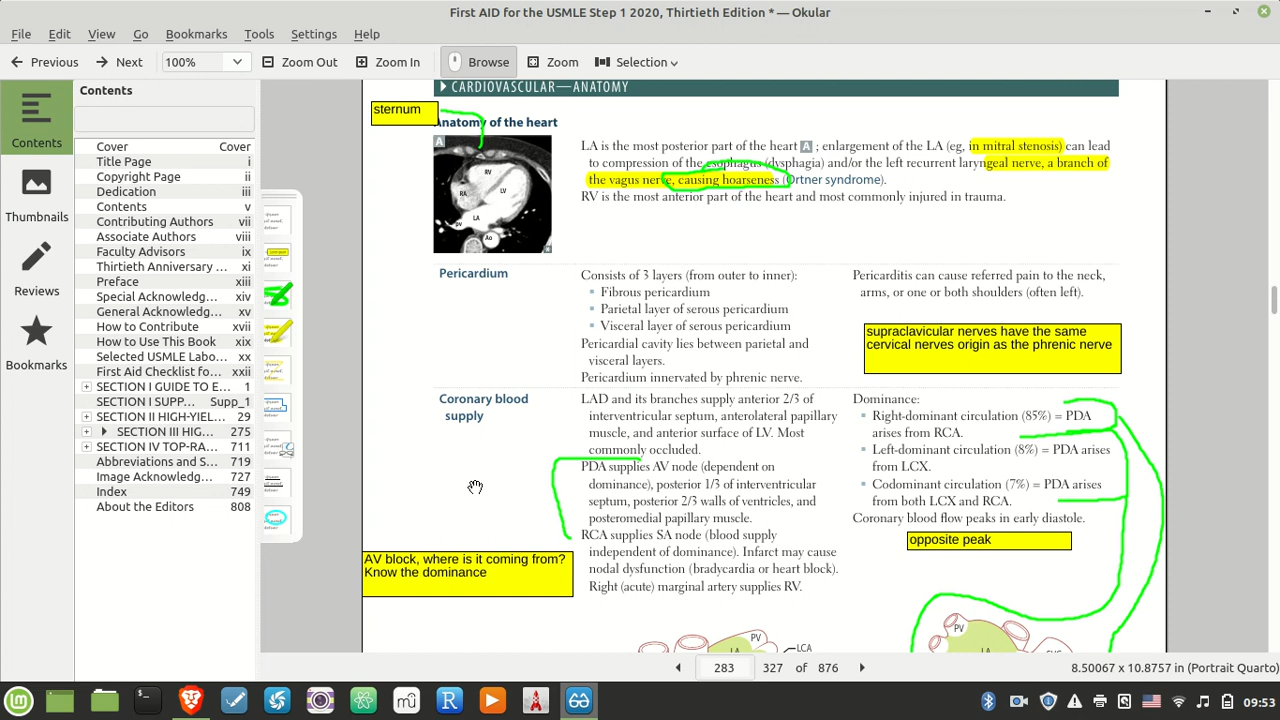 First AID for the USMLE Step 1 2020, Thirtieth Edition * — Okular
File Edit View Go Bookmarks Tools Settings Help
Previous Next 100% Zoom Out Zoom In Browse Zoom Selection
Contents
Contents
Thumbnails
Reviews
Bookmarks
Cover Cover
Title Page i
Copyright Page ii
Dedication iii
Contents v
Contributing Authors vii
Associate Authors viii
Faculty Advisors ix
Thirtieth Anniversary ... xi
Preface xiii
Special Acknowledg... xiv
General Acknowledg... xv
How to Contribute xvii
How to Use This Book xix
Selected USMLE Labo... xx
First Aid Checklist fo... xxii
SECTION I GUIDE TO E... 1
SECTION I SUPP... Supp_1
SECTION II HIGH-YIEL... 29
SECTION III HIG... 275
SECTION IV TOP-RA... 447
Abbreviations and S... 719
Image Acknowledg... 747
Index 749
About the Editors 808
CARDIOVASCULAR—ANATOMY
sternum
Anatomy of the heart
A
RV
LV
RA
LA
PV
Ao
LA is the most posterior part of the heart A ; enlargement of the LA (eg, in mitral stenosis) can lead
to compression of the esophagus (dysphagia) and/or the left recurrent laryngeal nerve, a branch of
the vagus nerve, causing hoarseness (Ortner syndrome).
RV is the most anterior part of the heart and most commonly injured in trauma.
Pericardium
Consists of 3 layers (from outer to inner):
Fibrous pericardium
Parietal layer of serous pericardium
Visceral layer of serous pericardium
Pericardial cavity lies between parietal and
visceral layers.
Pericardium innervated by phrenic nerve.
Pericarditis can cause referred pain to the neck,
arms, or one or both shoulders (often left).
supraclavicular nerves have the same
cervical nerves origin as the phrenic nerve
Coronary blood
supply
LAD and its branches supply anterior 2/3 of
interventricular septum, anterolateral papillary
muscle, and anterior surface of LV. Most
commonly occluded.
PDA supplies AV node (dependent on
dominance), posterior 1/3 of interventricular
septum, posterior 2/3 walls of ventricles, and
posteromedial papillary muscle.
RCA supplies SA node (blood supply
independent of dominance). Infarct may cause
nodal dysfunction (bradycardia or heart block).
Right (acute) marginal artery supplies RV.
Dominance:
Right-dominant circulation (85%) = PDA
arises from RCA.
Left-dominant circulation (8%) = PDA arises
from LCX.
Codominant circulation (7%) = PDA arises
from both LCX and RCA.
Coronary blood flow peaks in early diastole.
opposite peak
AV block, where is it coming from?
Know the dominance
PV
LCA
PV
283 327 of 876
8.50067 x 10.8757 in (Portrait Quarto)
09:53